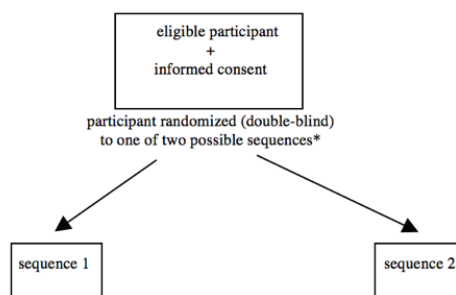 eligible participant
+
informed consent
participant randomized (double-blind)
to one of two possible sequences*
sequence 1
sequence 2